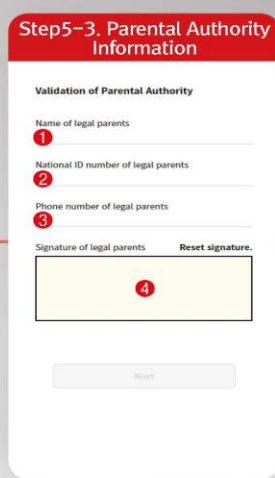 Step5-3. Parental Authority
Information
Validation of Parental Authority
Name of legal parents
1
National ID number of legal parents
2
Phone number of legal parents
3
Signature of legal parents Reset signature.
4
Next